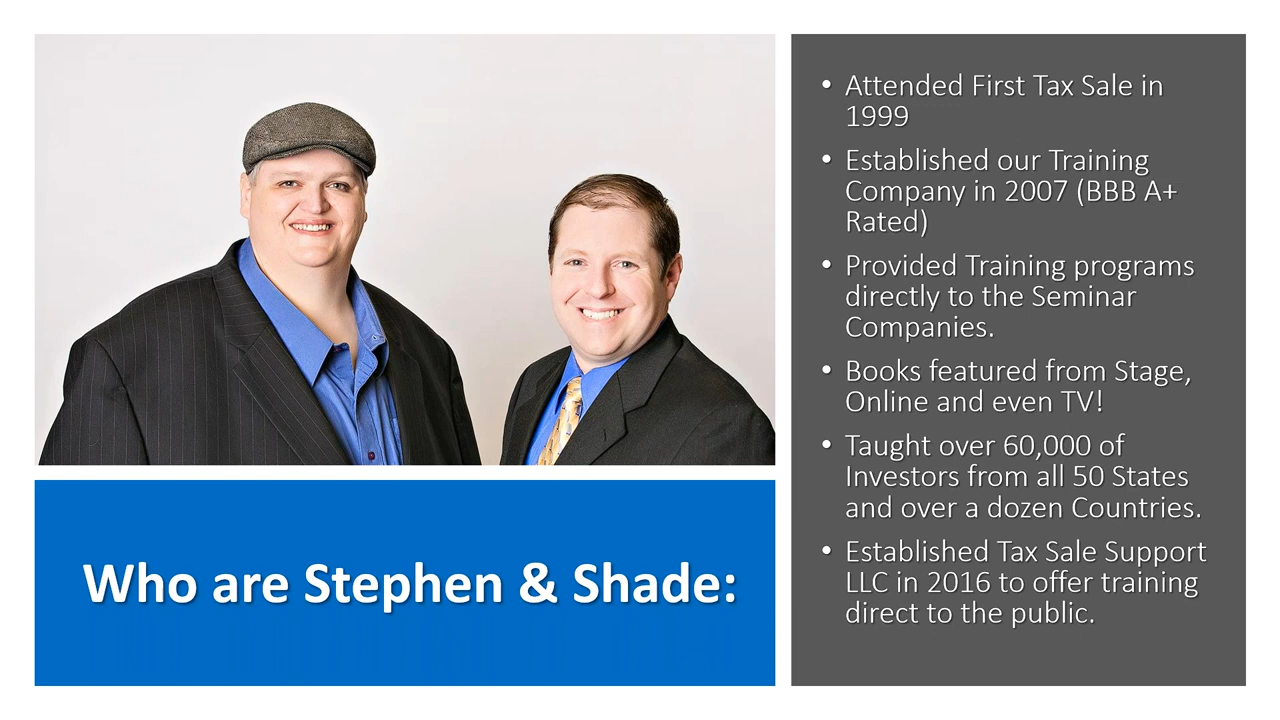 Who are Stephen & Shade:
• Attended First Tax Sale in
1999
• Established our Training
Company in 2007 (BBB A+
Rated)
• Provided Training programs
directly to the Seminar
Companies.
• Books featured from Stage,
Online and even TV!
• Taught over 60,000 of
Investors from all 50 States
and over a dozen Countries.
• Established Tax Sale Support
LLC in 2016 to offer training
direct to the public.